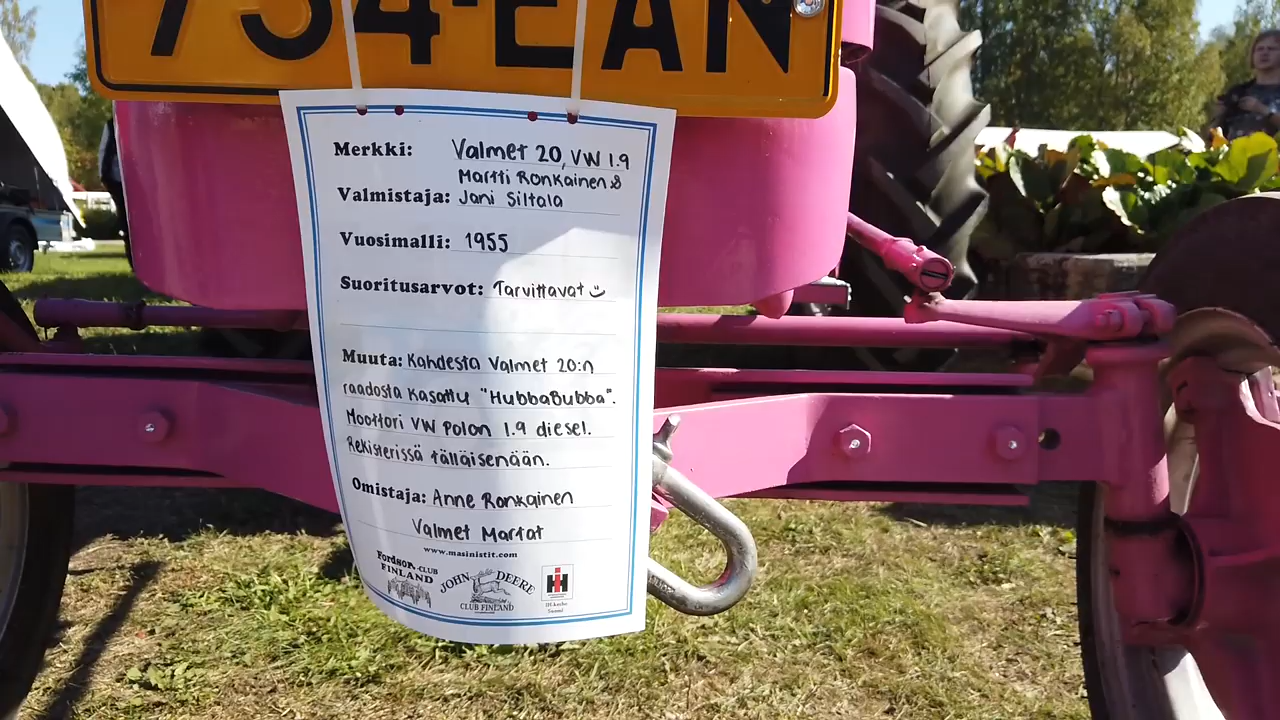 734-EAN
Merkki: Valmet 20, VW 1.9
Martti Ronkainen &
Valmistaja: Jani Siltala
Vuosimalli: 1955
Suoritusarvot: Tarvittavat
Muuta: Kahdesta Valmet 20:n
raadosta kasattu "HubbaBubba".
Moottori VW Polon 1.9 diesel.
Rekisterissä tälläisenään.
Omistaja: Anne Ronkainen
Valmet Martat
www.masinistit.com
Fordson-CLUB
FINLAND
JOHN DEERE
CLUB FINLAND